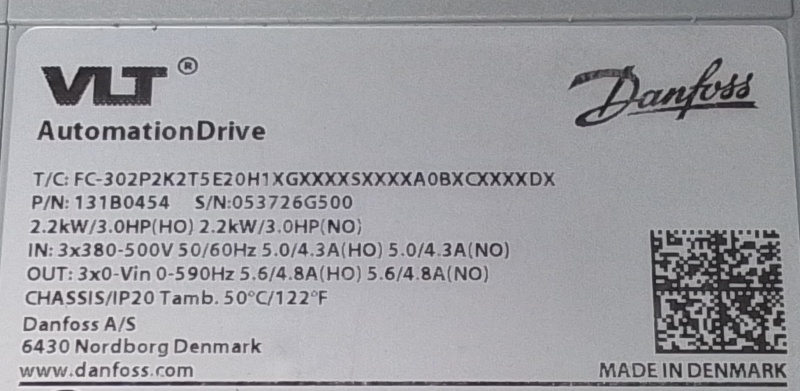 VLT®
Danfoss
AutomationDrive
T/C: FC-302P2K2T5E20H1XGXXXXSXXXXA0BXCXXXXDX
P/N: 131B0454 S/N:053726G500
2.2kW/3.0HP(HO) 2.2kW/3.0HP(NO)
IN: 3x380-500V 50/60Hz 5.0/4.3A(HO) 5.0/4.3A(NO)
OUT: 3x0-Vin 0-590Hz 5.6/4.8A(HO) 5.6/4.8A(NO)
CHASSIS/IP20 Tamb. 50°C/122°F
Danfoss A/S
6430 Nordborg Denmark
www.danfoss.com
MADE IN DENMARK